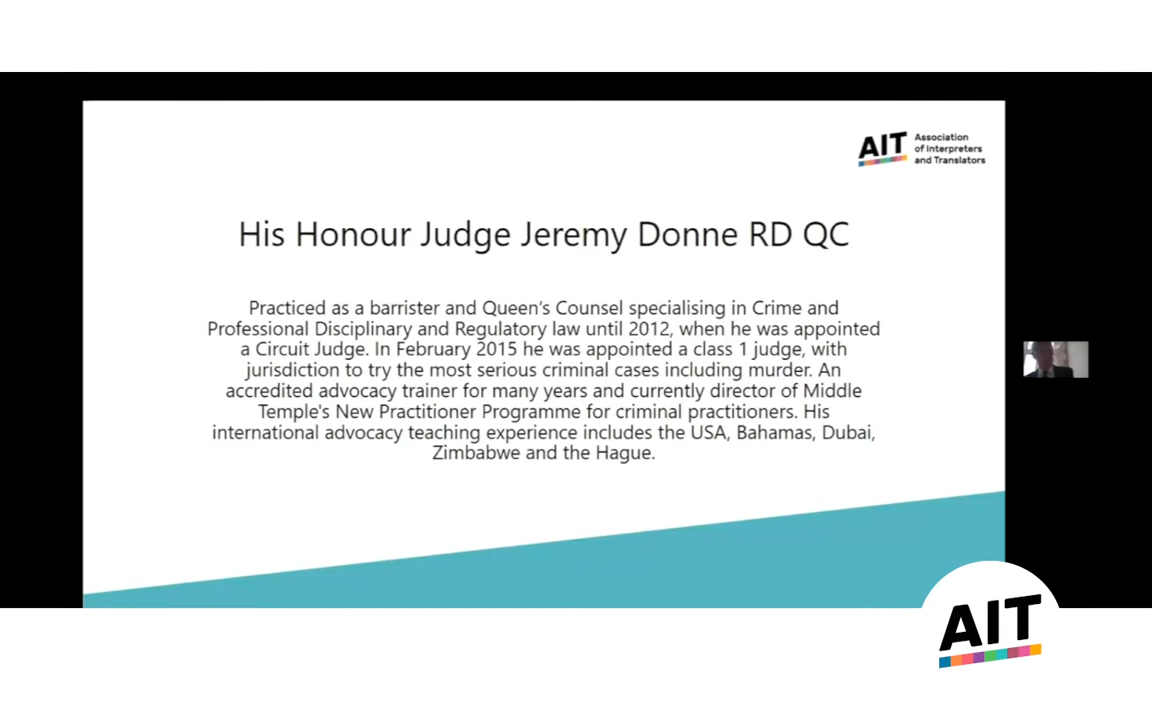 AIT
Association
of Interpreters
and Translators
His Honour Judge Jeremy Donne RD QC
Practiced as a barrister and Queen's Counsel specialising in Crime and
Professional Disciplinary and Regulatory law until 2012, when he was appointed
a Circuit Judge. In February 2015 he was appointed a class 1 judge, with
jurisdiction to try the most serious criminal cases including murder. An
accredited advocacy trainer for many years and currently director of Middle
Temple's New Practitioner Programme for criminal practitioners. His
international advocacy teaching experience includes the USA, Bahamas, Dubai,
Zimbabwe and the Hague.
AIT